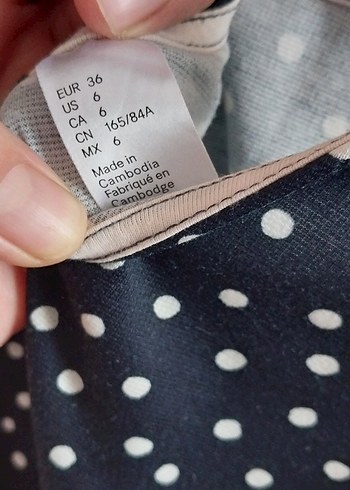 EUR 36
US 6
CA 6
CN 165/84A
MX 6
Made in
Cambodia
Fabriqué en
Cambodge